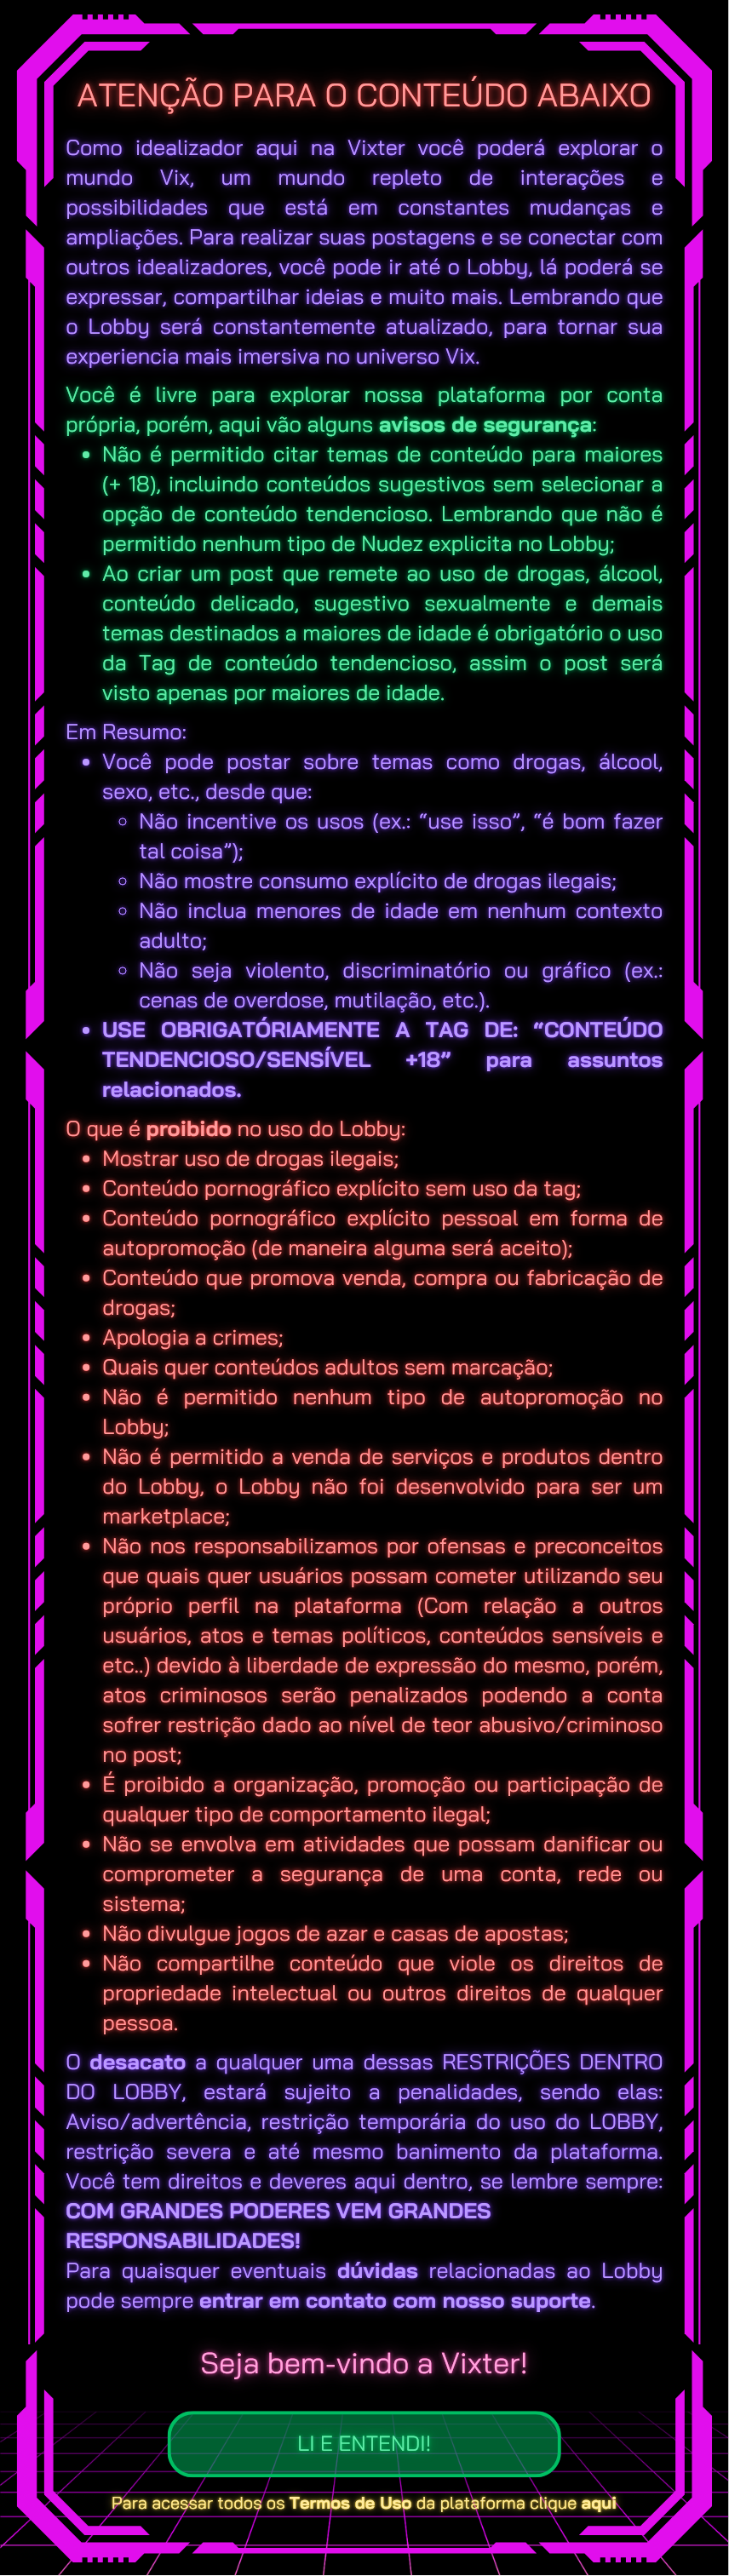 ATENÇÃO PARA O CONTEÚDO ABAIXO
Como idealizador aqui na Vixter você poderá explorar o
mundo Vix, um mundo repleto de interações e
possibilidades que está em constantes mudanças e
ampliações. Para realizar suas postagens e se conectar com
outros idealizadores, você pode ir até o Lobby, lá poderá se
expressar, compartilhar ideias e muito mais. Lembrando que
o Lobby será constantemente atualizado, para tornar sua
experiencia mais imersiva no universo Vix.
Você é livre para explorar nossa plataforma por conta
própria, porém, aqui vão alguns avisos de segurança:
• Não é permitido citar temas de conteúdo para maiores
(+ 18), incluindo conteúdos sugestivos sem selecionar a
opção de conteúdo tendencioso. Lembrando que não é
permitido nenhum tipo de Nudez explicita no Lobby;
• Ao criar um post que remete ao uso de drogas, álcool,
conteúdo delicado, sugestivo sexualmente e demais
temas destinados a maiores de idade é obrigatório o uso
da Tag de conteúdo tendencioso, assim o post será
visto apenas por maiores de idade.
Em Resumo:
• Você pode postar sobre temas como drogas, álcool,
sexo, etc., desde que:
◦ Não incentive os usos (ex.: “use isso”, “é bom fazer
tal coisa”);
◦ Não mostre consumo explícito de drogas ilegais;
◦ Não inclua menores de idade em nenhum contexto
adulto;
◦ Não seja violento, discriminatório ou gráfico (ex.:
cenas de overdose, mutilação, etc.).
• USE OBRIGATÓRIAMENTE A TAG DE: “CONTEÚDO
TENDENCIOSO/SENSÍVEL +18” para assuntos
relacionados.
O que é proibido no uso do Lobby:
• Mostrar uso de drogas ilegais;
• Conteúdo pornográfico explícito sem uso da tag;
• Conteúdo pornográfico explícito pessoal em forma de
autopromoção (de maneira alguma será aceito);
• Conteúdo que promova venda, compra ou fabricação de
drogas;
• Apologia a crimes;
• Quais quer conteúdos adultos sem marcação;
• Não é permitido nenhum tipo de autopromoção no
Lobby;
• Não é permitido a venda de serviços e produtos dentro
do Lobby, o Lobby não foi desenvolvido para ser um
marketplace;
• Não nos responsabilizamos por ofensas e preconceitos
que quais quer usuários possam cometer utilizando seu
próprio perfil na plataforma (Com relação a outros
usuários, atos e temas políticos, conteúdos sensíveis e
etc..) devido à liberdade de expressão do mesmo, porém,
atos criminosos serão penalizados podendo a conta
sofrer restrição dado ao nível de teor abusivo/criminoso
no post;
• É proibido a organização, promoção ou participação de
qualquer tipo de comportamento ilegal;
• Não se envolva em atividades que possam danificar ou
comprometer a segurança de uma conta, rede ou
sistema;
• Não divulgue jogos de azar e casas de apostas;
• Não compartilhe conteúdo que viole os direitos de
propriedade intelectual ou outros direitos de qualquer
pessoa.
O desacato a qualquer uma dessas RESTRIÇÕES DENTRO
DO LOBBY, estará sujeito a penalidades, sendo elas:
Aviso/advertência, restrição temporária do uso do LOBBY,
restrição severa e até mesmo banimento da plataforma.
Você tem direitos e deveres aqui dentro, se lembre sempre:
COM GRANDES PODERES VEM GRANDES
RESPONSABILIDADES!
Para quaisquer eventuais dúvidas relacionadas ao Lobby
pode sempre entrar em contato com nosso suporte.
Seja bem-vindo a Vixter!
LI E ENTENDI!
Para acessar todos os Termos de Uso da plataforma clique aqui